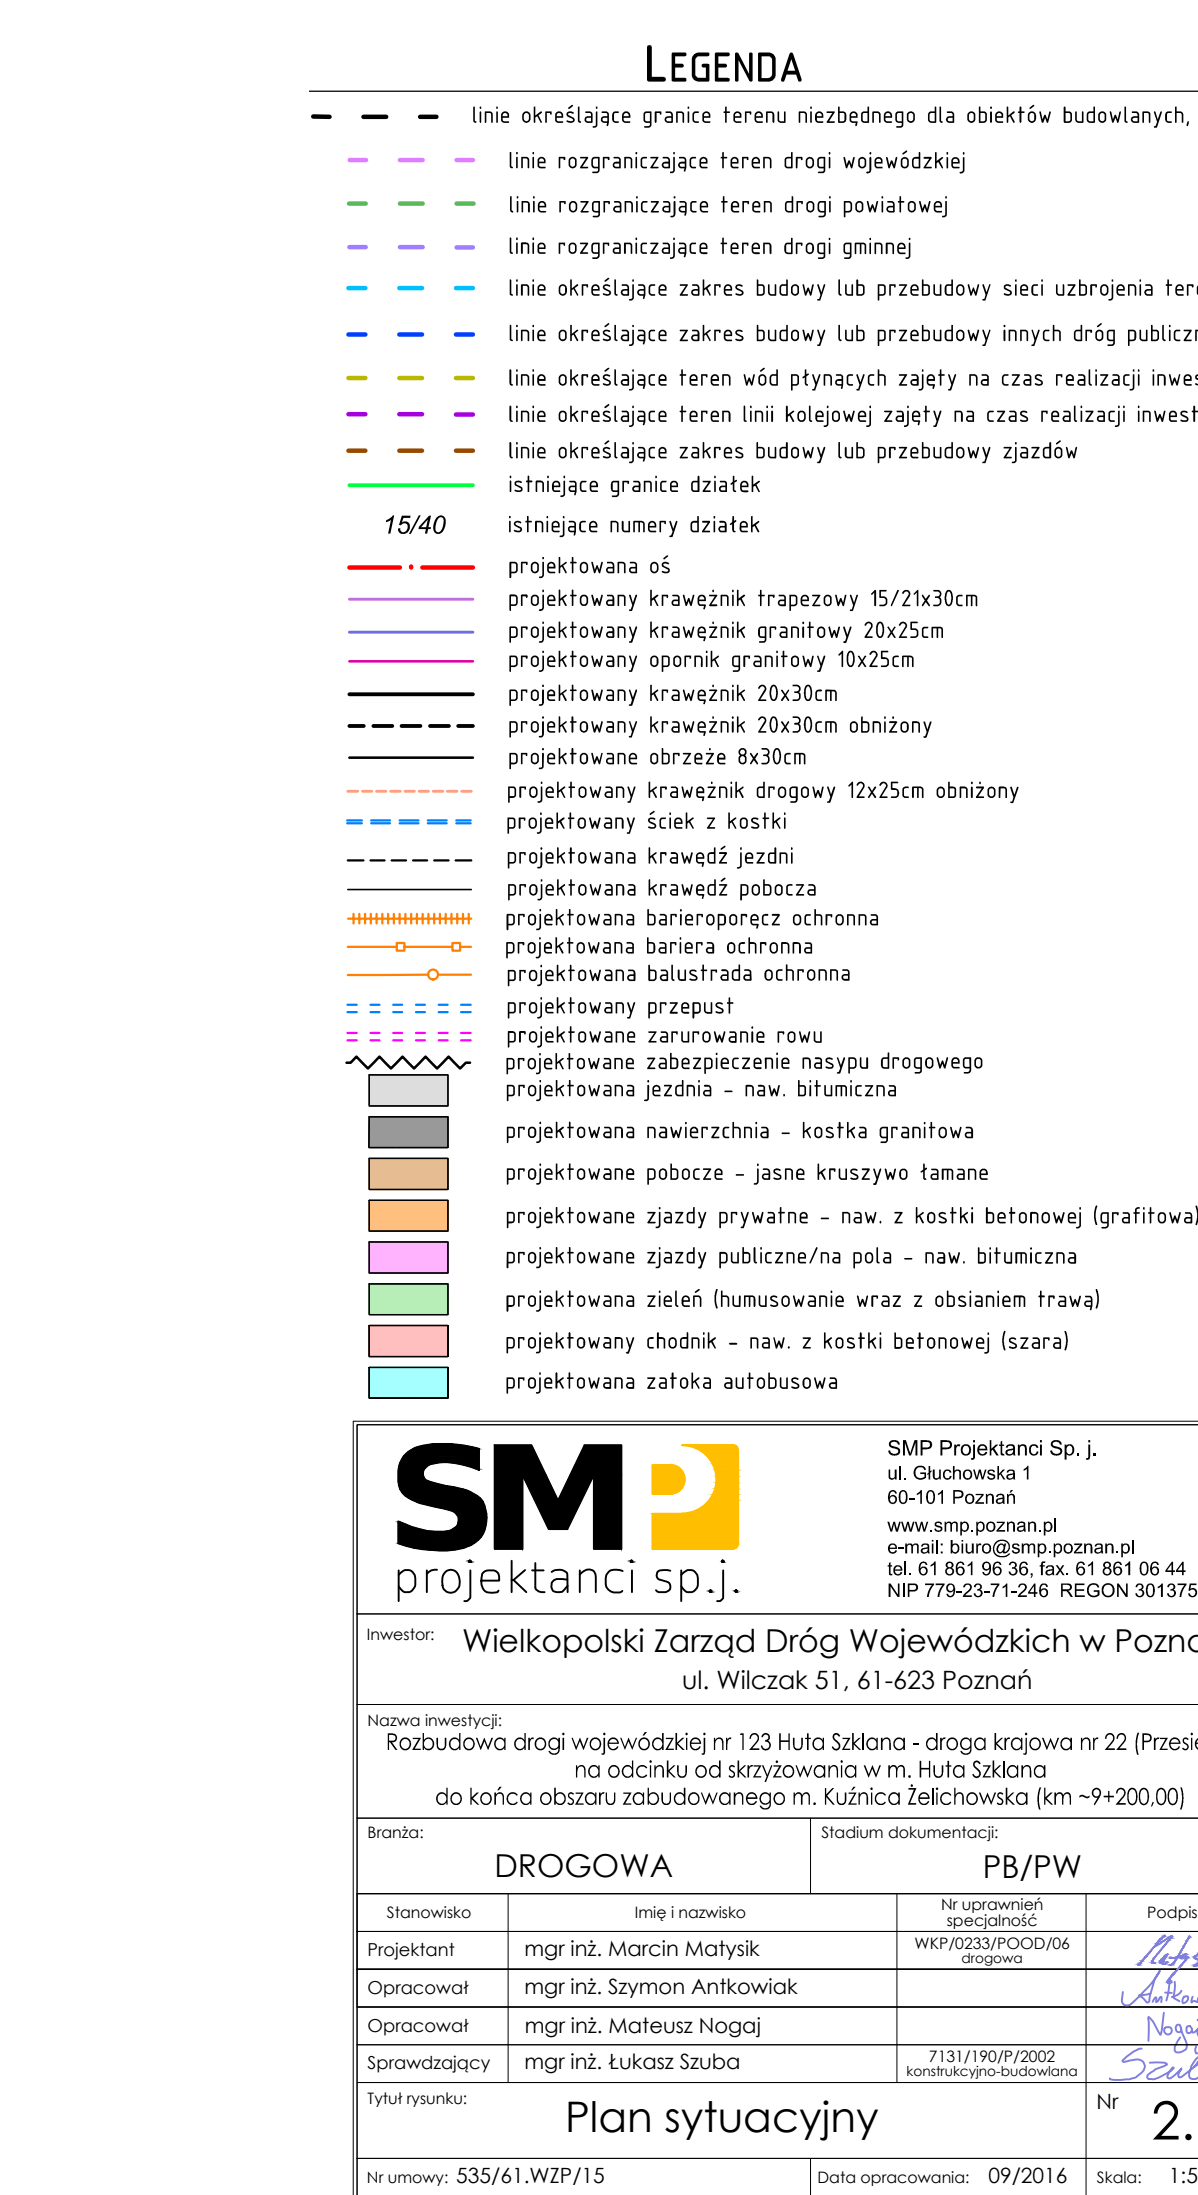 LEGENDA
linie określające granice terenu niezbędnego dla obiektów budowlanych,
linie rozgraniczające teren drogi wojewódzkiej
linie rozgraniczające teren drogi powiatowej
linie rozgraniczające teren drogi gminnej
linie określające zakres budowy lub przebudowy sieci uzbrojenia
linie określające zakres budowy lub przebudowy innych dróg
linie określające teren wód płynących zajęty na czas realizacji
linie określające teren linii kolejowej zajęty na czas realizacji
linie określające zakres budowy lub przebudowy zjazdów
istniejące granice działek
15/40 istniejące numery działek
projektowana oś
projektowany krawężnik trapezowy 15/21x30cm
projektowany krawężnik granitowy 20x25cm
projektowany opornik granitowy 10x25cm
projektowany krawężnik 20x30cm
projektowany krawężnik 20x30cm obniżony
projektowane obrzeże 8x30cm
projektowany krawężnik drogowy 12x25cm obniżony
projektowany ściek z kostki
projektowana krawędź jezdni
projektowana krawędź pobocza
projektowana barieroporęcz ochronna
projektowana bariera ochronna
projektowana balustrada ochronna
projektowany przepust
projektowane zarurowanie rowu
projektowane zabezpieczenie nasypu drogowego
projektowana jezdnia - naw. bitumiczna
projektowana nawierzchnia - kostka granitowa
projektowane pobocze - jasne kruszywo łamane
projektowane zjazdy prywatne - naw. z kostki betonowej (grafitowa)
projektowane zjazdy publiczne/na pola - naw. bitumiczna
projektowana zieleń (humusowanie wraz z obsianiem trawą)
projektowany chodnik - naw. z kostki betonowej (szara)
projektowana zatoka autobusowa
SMP
projektanci sp.j.
SMP Projektanci Sp. j.
ul. Głuchowska 1
60-101 Poznań
www.smp.poznan.pl
e-mail: biuro@smp.poznan.pl
tel. 61 861 96 36, fax. 61 861 06 44
NIP 779-23-71-246 REGON 301375
Inwestor: Wielkopolski Zarząd Dróg Wojewódzkich w
ul. Wilczak 51, 61-623 Poznań
Nazwa inwestycji:
Rozbudowa drogi wojewódzkiej nr 123 Huta Szklana - droga krajowa nr 22
na odcinku od skrzyżowania w m. Huta Szklana
do końca obszaru zabudowanego m. Kuźnica Żelichowska (km ~9+200,00)
Branża: Stadium dokumentacji:
DROGOWA PB/PW
Stanowisko Imię i nazwisko Nr uprawnień specjalność Podpis
Projektant mgr inż. Marcin Matysik WKP/0233/POOD/06 drogowa
Opracował mgr inż. Szymon Antkowiak
Opracował mgr inż. Mateusz Nogaj
Sprawdzający mgr inż. Łukasz Szuba 7131/190/P/2002 konstrukcyjno-budowlana
Tytuł rysunku: Plan sytuacyjny Nr 2.
Nr umowy: 535/61.WZP/15 Data opracowania: 09/2016 Skala: 1:5